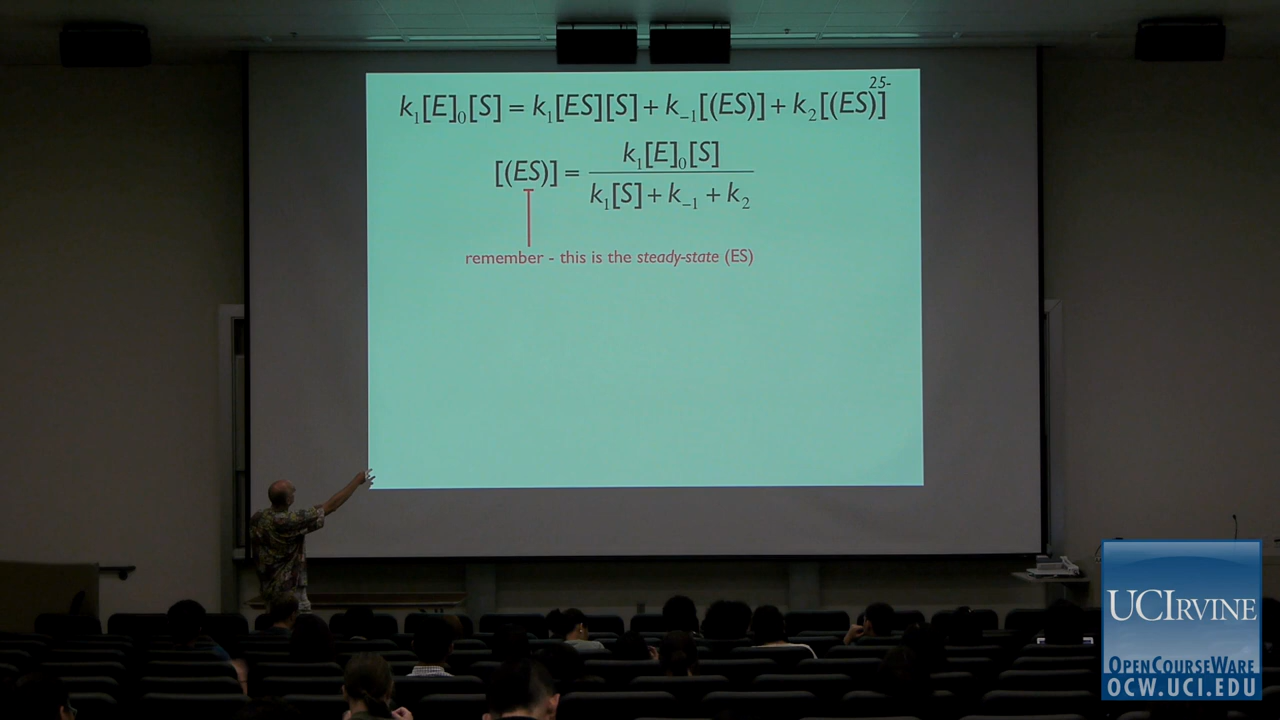 25-
k₁[E]₀[S] = k₁[ES][S] + k₋₁[(ES)] + k₂[(ES)]
[(ES)] = k₁[E]₀[S] / k₁[S] + k₋₁ + k₂
remember - this is the steady-state (ES)
UCIRVINE
OPENCOURSEWARE
OCW.UCI.EDU